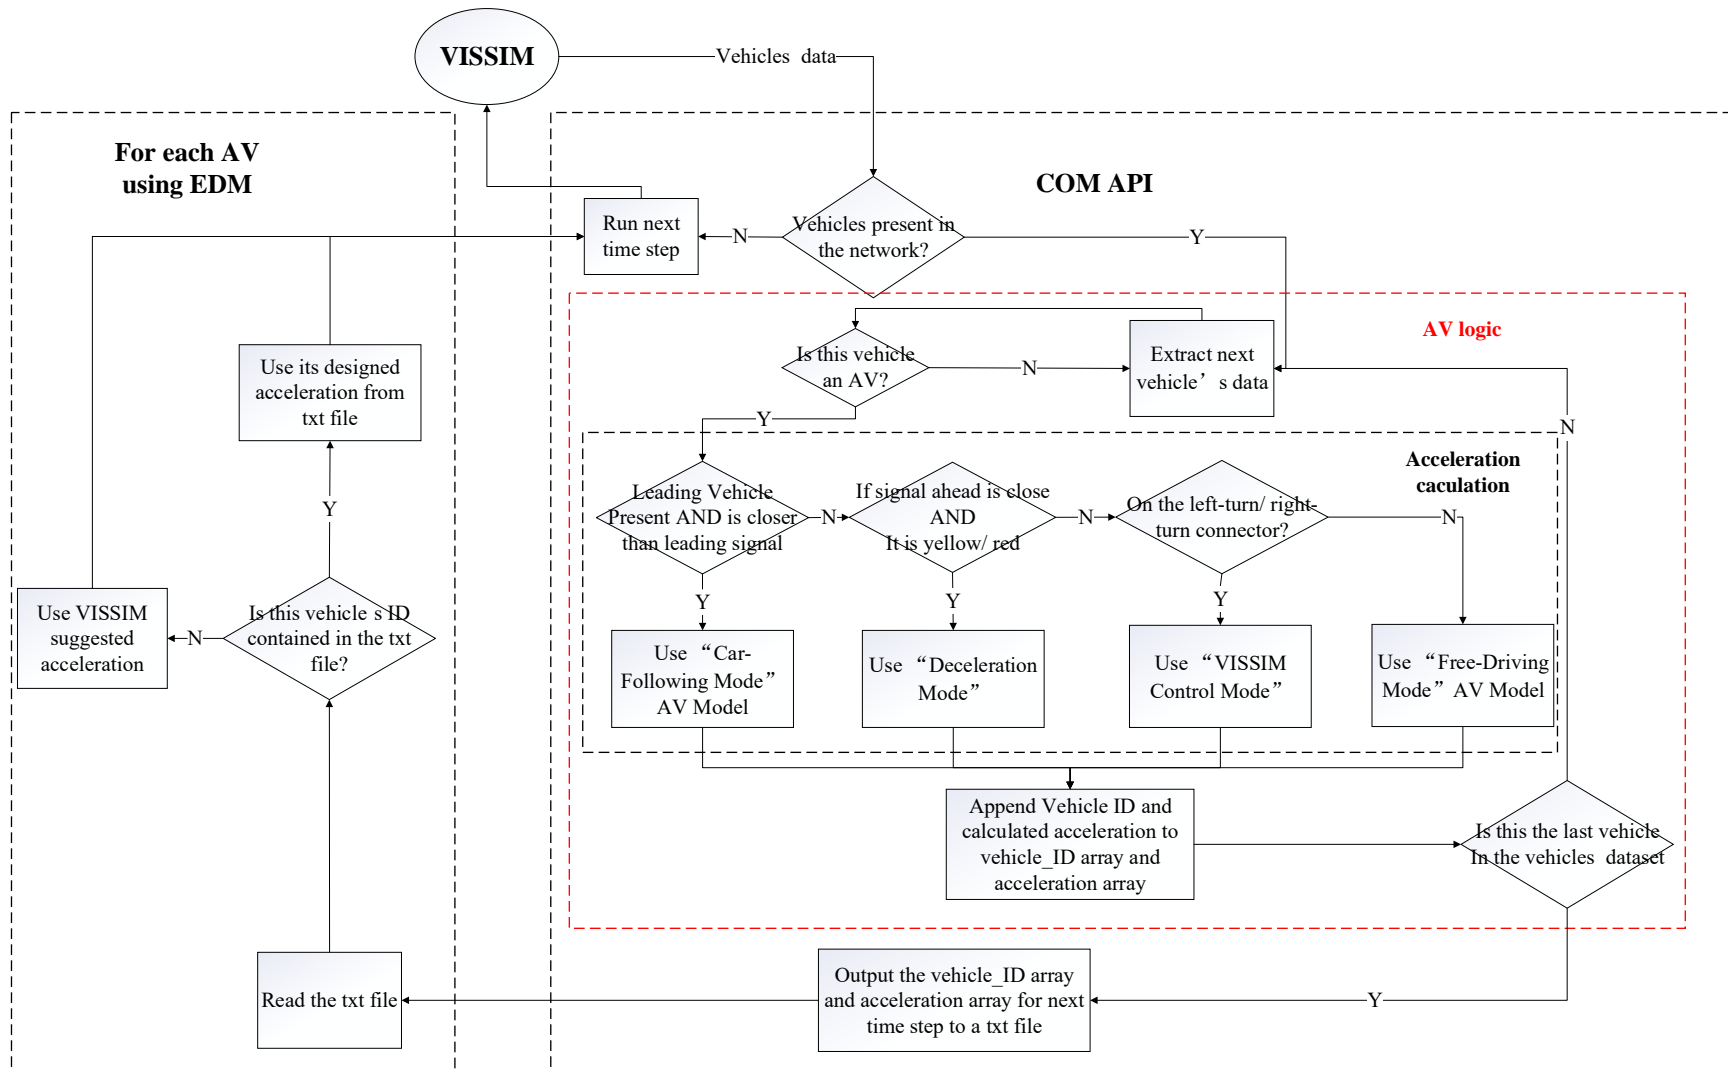 VISSIM
Vehicles  data
For each AV
using EDM
COM API
Run next
time step
N
Vehicles present in
the network?
Y
AV logic
Is this vehicle
an AV?
N
Extract next
vehicle’ s data
Y
N
Use its designed
acceleration from
txt file
Acceleration
caculation
Leading Vehicle
Present AND is closer
than leading signal
N
If signal ahead is close
AND
It is yellow/ red
N
On the left-turn/ right-
turn connector?
N
Y
Y
Y
Y
Use VISSIM
suggested
acceleration
N
Is this vehicle s ID
contained in the txt
file?
Use “Car-
Following Mode”
AV Model
Use “Deceleration
Mode”
Use “VISSIM
Control Mode”
Use “Free-Driving
Mode” AV Model
Append Vehicle ID and
calculated acceleration to
vehicle_ID array and
acceleration array
Is this the last vehicle
In the vehicles  dataset
Read the txt file
Output the vehicle_ID array
and acceleration array for next
time step to a txt file
Y